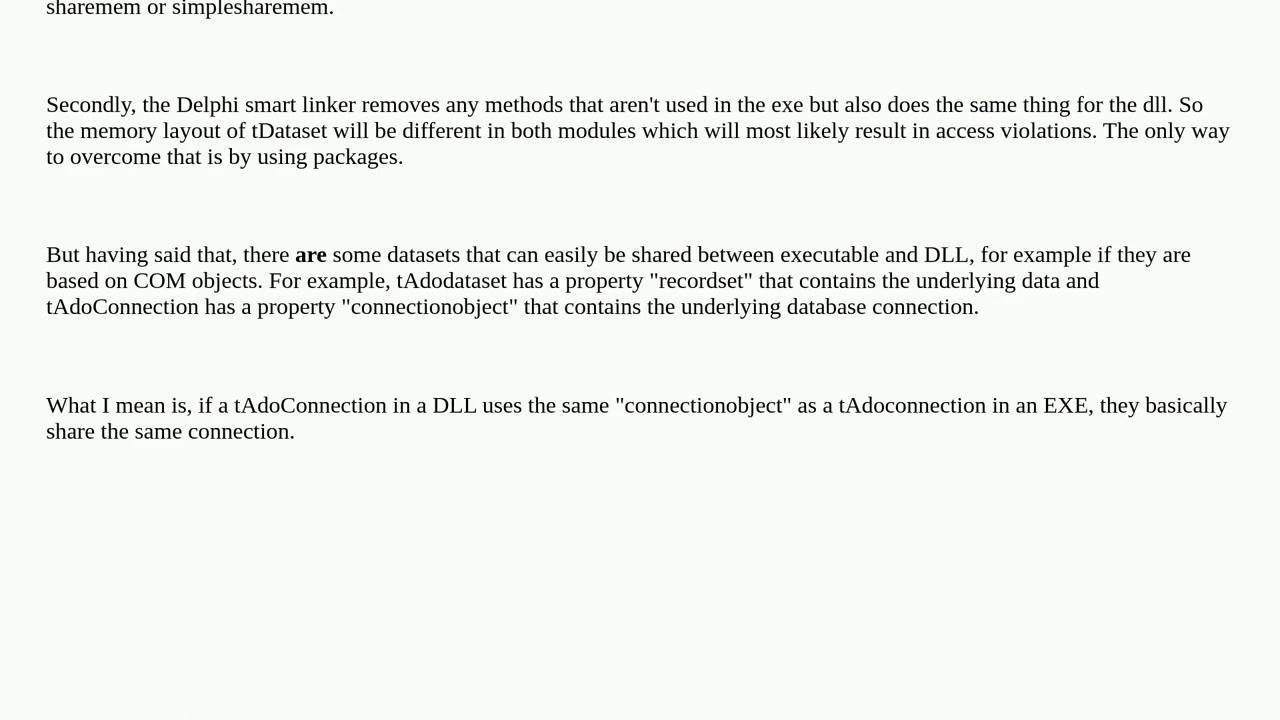 sharemem or simplesharemem.
Secondly, the Delphi smart linker removes any methods that aren't used in the exe but also does the same thing for the dll. So
the memory layout of tDataset will be different in both modules which will most likely result in access violations. The only way
to overcome that is by using packages.
But having said that, there are some datasets that can easily be shared between executable and DLL, for example if they are
based on COM objects. For example, tAdodataset has a property "recordset" that contains the underlying data and
tAdoConnection has a property "connectionobject" that contains the underlying database connection.
What I mean is, if a tAdoConnection in a DLL uses the same "connectionobject" as a tAdoconnection in an EXE, they basically
share the same connection.